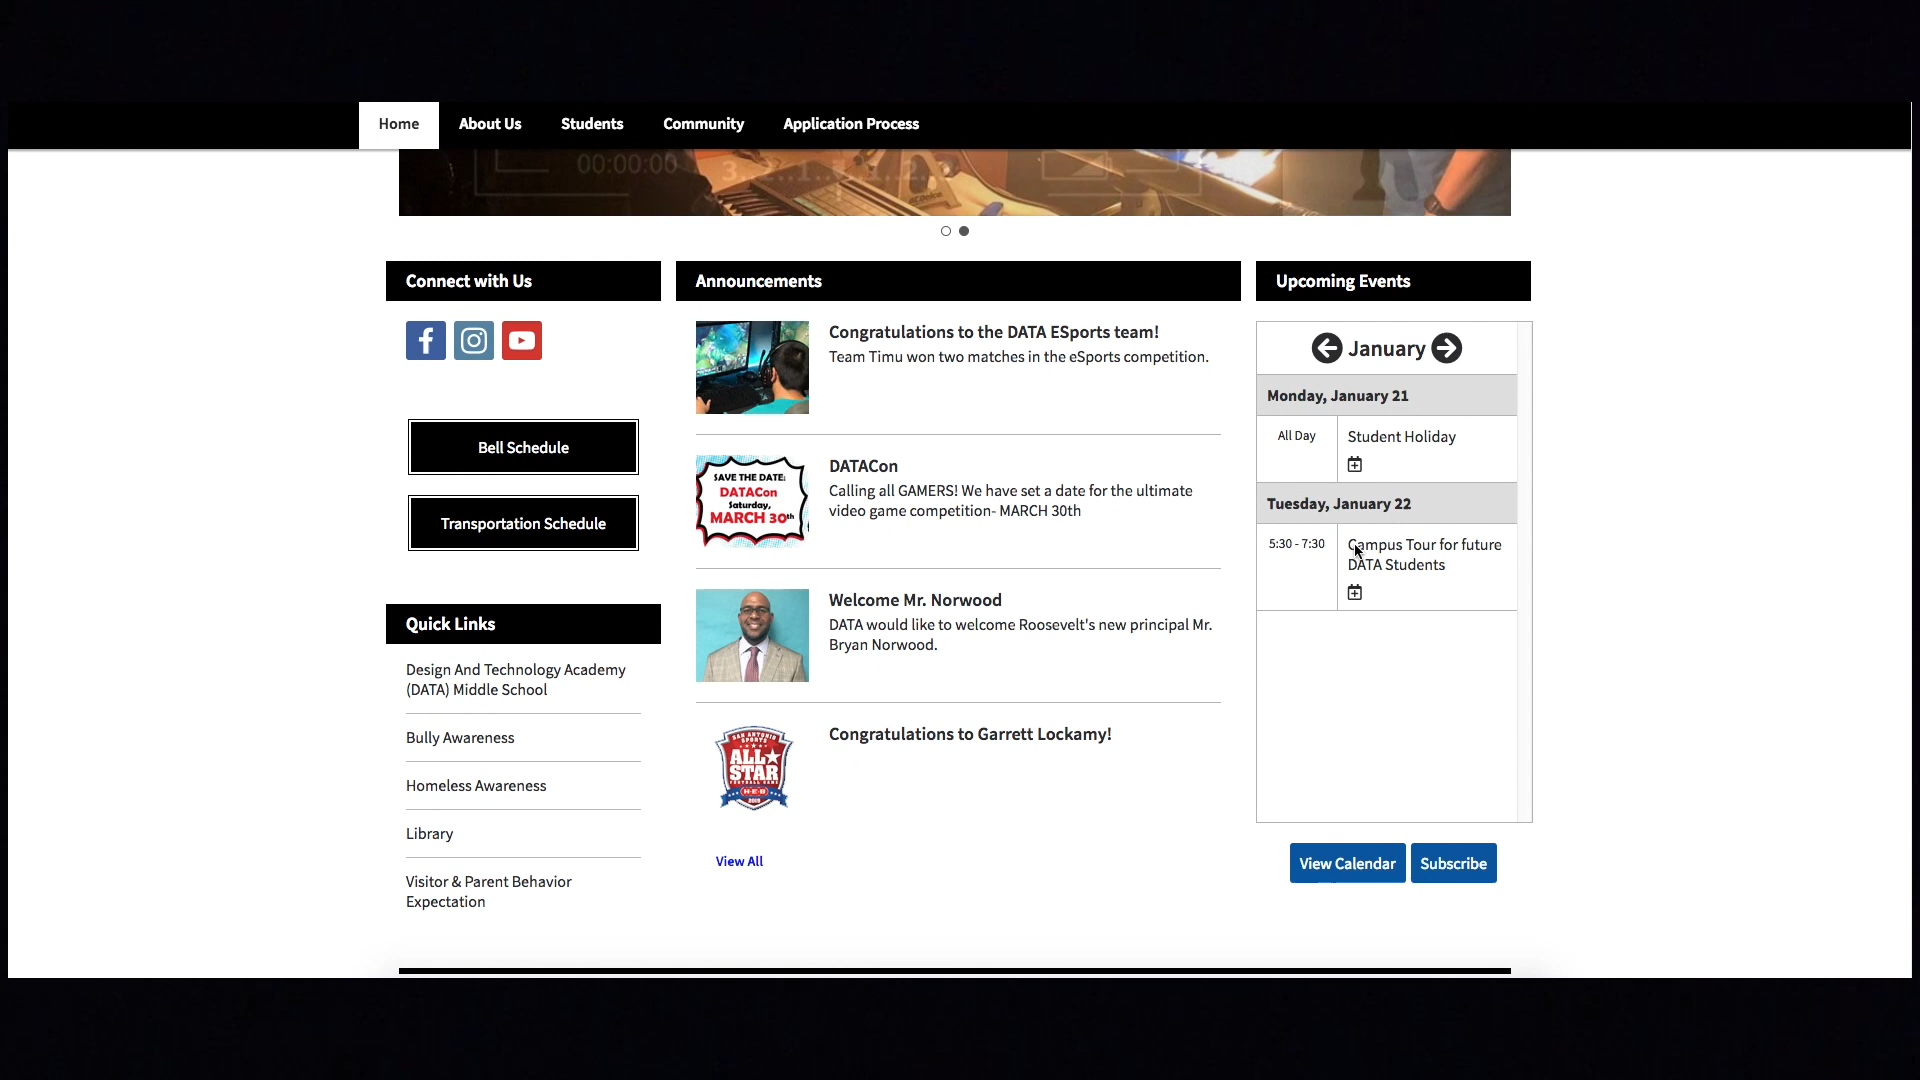 Home
About Us
Students
Community
Application Process
00:00:00
Connect with Us
Bell Schedule
Transportation Schedule
Quick Links
Design And Technology Academy
(DATA) Middle School
Bully Awareness
Homeless Awareness
Library
Visitor & Parent Behavior
Expectation
Announcements
Congratulations to the DATA ESports team!
Team Timu won two matches in the eSports competition.
SAVE THE DATE:
DATACon
Saturday,
MARCH 30th
DATACon
Calling all GAMERS! We have set a date for the ultimate
video game competition- MARCH 30th
Welcome Mr. Norwood
DATA would like to welcome Roosevelt's new principal Mr.
Bryan Norwood.
SAN ANTONIO
SPORTS
ALL STAR
FOOTBALL GAME
H-E-B
2019
Congratulations to Garrett Lockamy!
View All
Upcoming Events
January
Monday, January 21
All Day
Student Holiday
Tuesday, January 22
5:30 - 7:30
Campus Tour for future
DATA Students
View Calendar
Subscribe